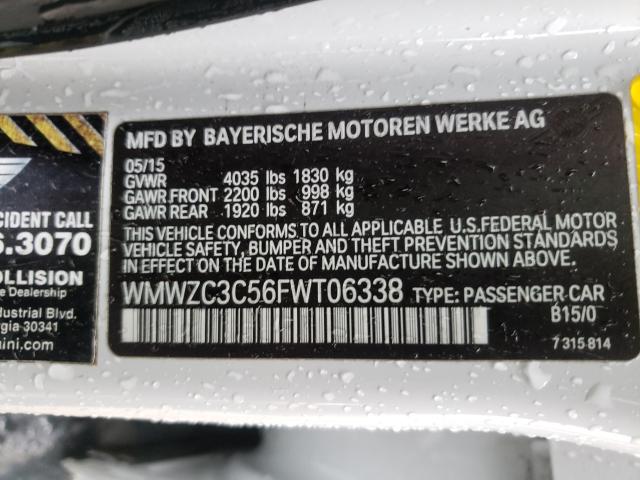 MFD BY BAYERISCHE MOTOREN WERKE AG
05/15
GVWR 4035 lbs 1830 kg
GAWR FRONT 2200 lbs 998 kg
GAWR REAR 1920 lbs 871 kg
THIS VEHICLE CONFORMS TO ALL APPLICABLE U.S.FEDERAL MOTOR
VEHICLE SAFETY, BUMPER AND THEFT PREVENTION STANDARDS
IN EFFECT ON THE DATE OF MANUFACTURE SHOWN ABOVE.
WMWZC3C56FWT06338 TYPE: PASSENGER CAR
B15/0
7 315 814
CIDENT CALL
6.3070
OLLISION
e Dealership
ndustrial Blvd.
rgia 30341
ini.com